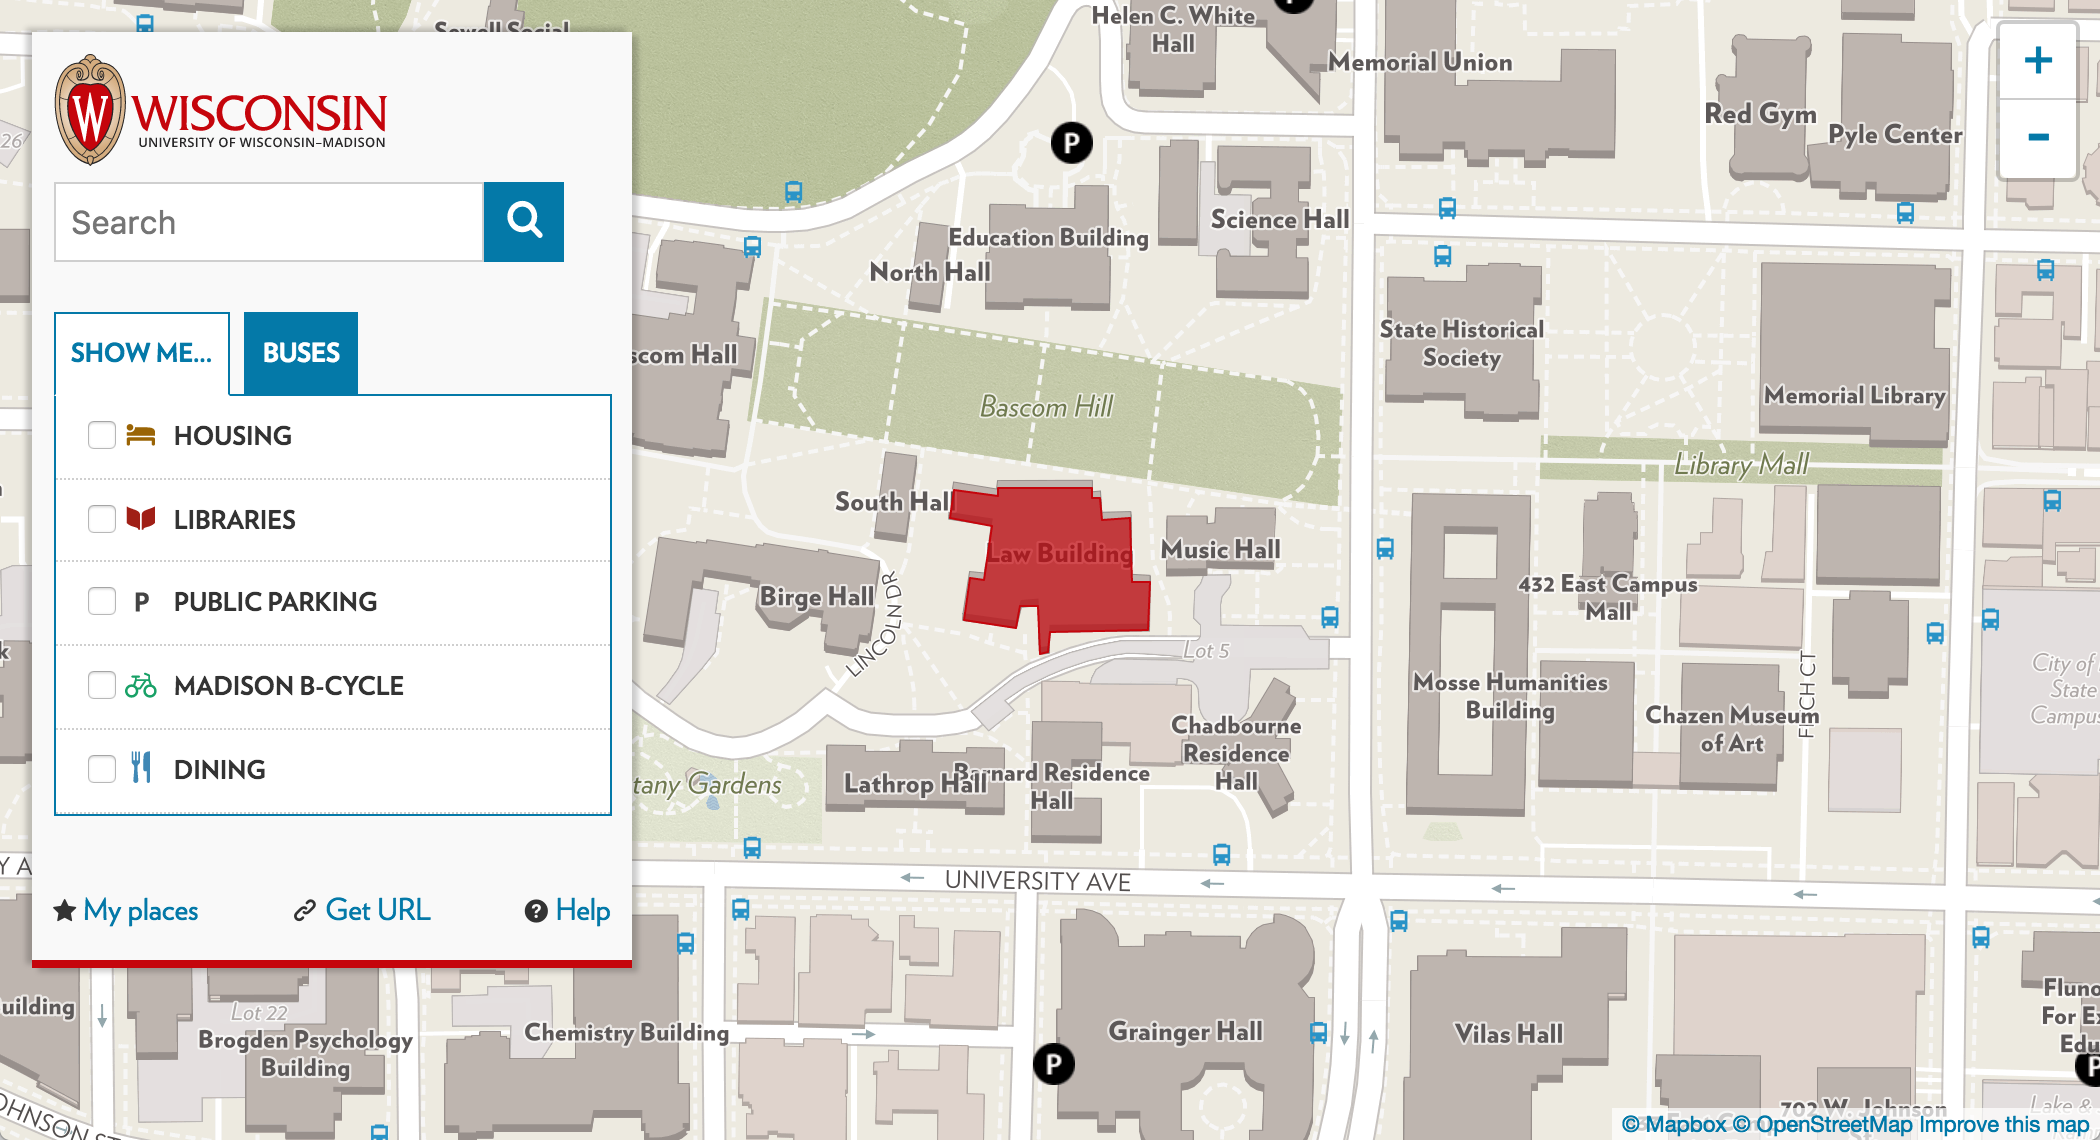 WISCONSIN
UNIVERSITY OF WISCONSIN–MADISON
Search
SHOW ME...
BUSES
HOUSING
LIBRARIES
P PUBLIC PARKING
MADISON B-CYCLE
DINING
My places
Get URL
? Help
26
Helen C. White
Hall
Memorial Union
Red Gym
Pyle Center
+
-
P
Science Hall
Education Building
North Hall
State Historical
Society
Memorial Library
scom Hall
Bascom Hill
Library Mall
South Hall
Law Building
Music Hall
Birge Hall
LINCOLN DR
432 East Campus
Mall
Lot 5
Mosse Humanities
Building
Chazen Museum
of Art
FITCH CT
City of
State
Campus
Chadbourne
Residence
Hall
Lathrop Hall
Barnard Residence
Hall
tany Gardens
UNIVERSITY AVE
Y A
uilding
Lot 22
Brogden Psychology
Building
Chemistry Building
Grainger Hall
P
Vilas Hall
Fluno
For Ex
Edu
P
OHNSON ST
702 W. Johnson
Lake &
© Mapbox © OpenStreetMap Improve this map